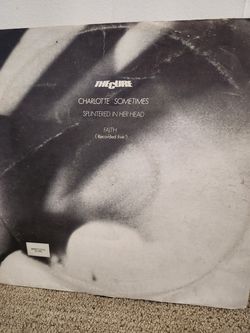 THE CURE
CHARLOTTE SOMETIMES
SPLINTERED IN HER HEAD
FAITH
(Recorded live)